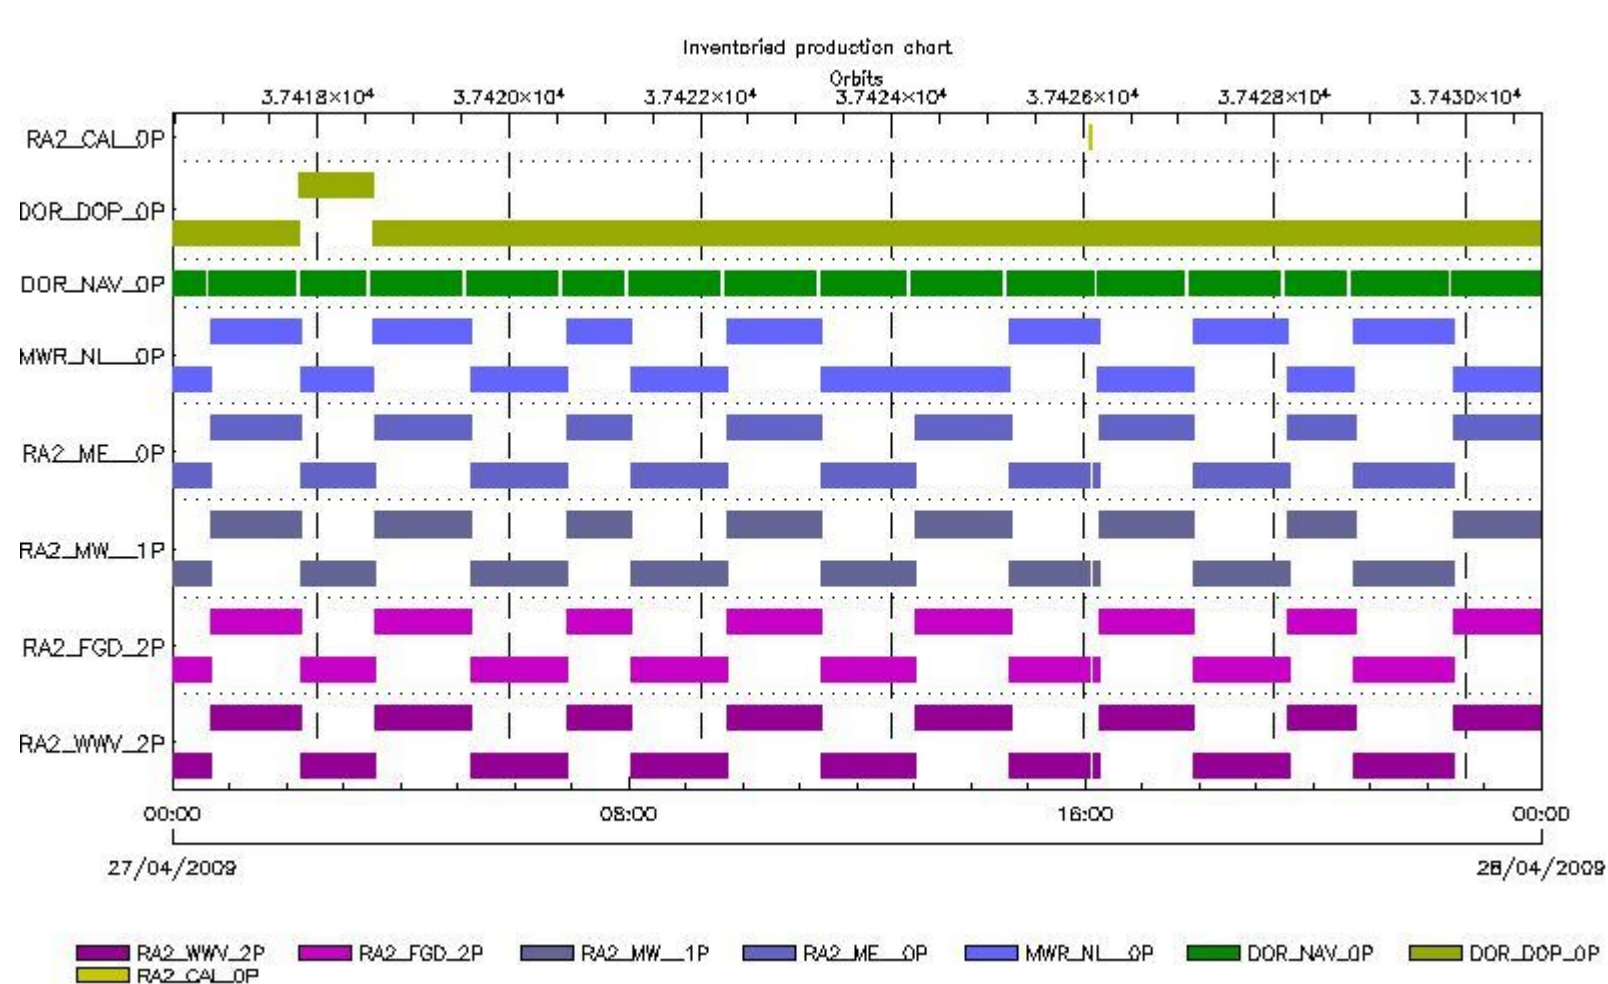 Inventoried production chart
Orbits
3.7418×10⁴ 3.7420×10⁴ 3.7422×10⁴ 3.7424×10⁴ 3.7426×10⁴ 3.7428×10⁴ 3.7430×10⁴
RA2_CAL_0P
DOR_DOP_0P
DOR_NAV_0P
MWR_NL__0P
RA2_ME__0P
RA2_MW__1P
RA2_FGD_2P
RA2_WWV_2P
00:00 08:00 16:00 00:00
27/04/2009 28/04/2009
RA2_WWV_2P RA2_FGD_2P RA2_MW__1P RA2_ME__0P MWR_NL__0P DOR_NAV_0P DOR_DOP_0P
RA2_CAL_0P